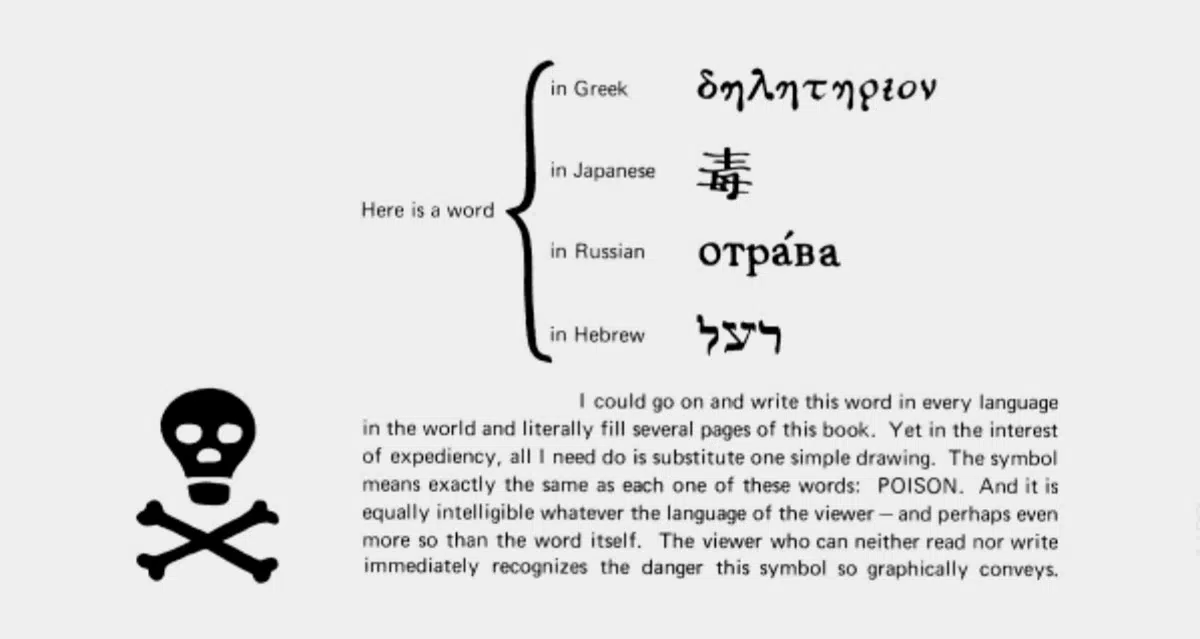 in Greek δηλητηριον
in Japanese 毒
Here is a word
in Russian отра́ва
in Hebrew רעל
I could go on and write this word in every language
in the world and literally fill several pages of this book. Yet in the interest
of expediency, all I need do is substitute one simple drawing. The symbol
means exactly the same as each one of these words: POISON. And it is
equally intelligible whatever the language of the viewer — and perhaps even
more so than the word itself. The viewer who can neither read nor write
immediately recognizes the danger this symbol so graphically conveys.